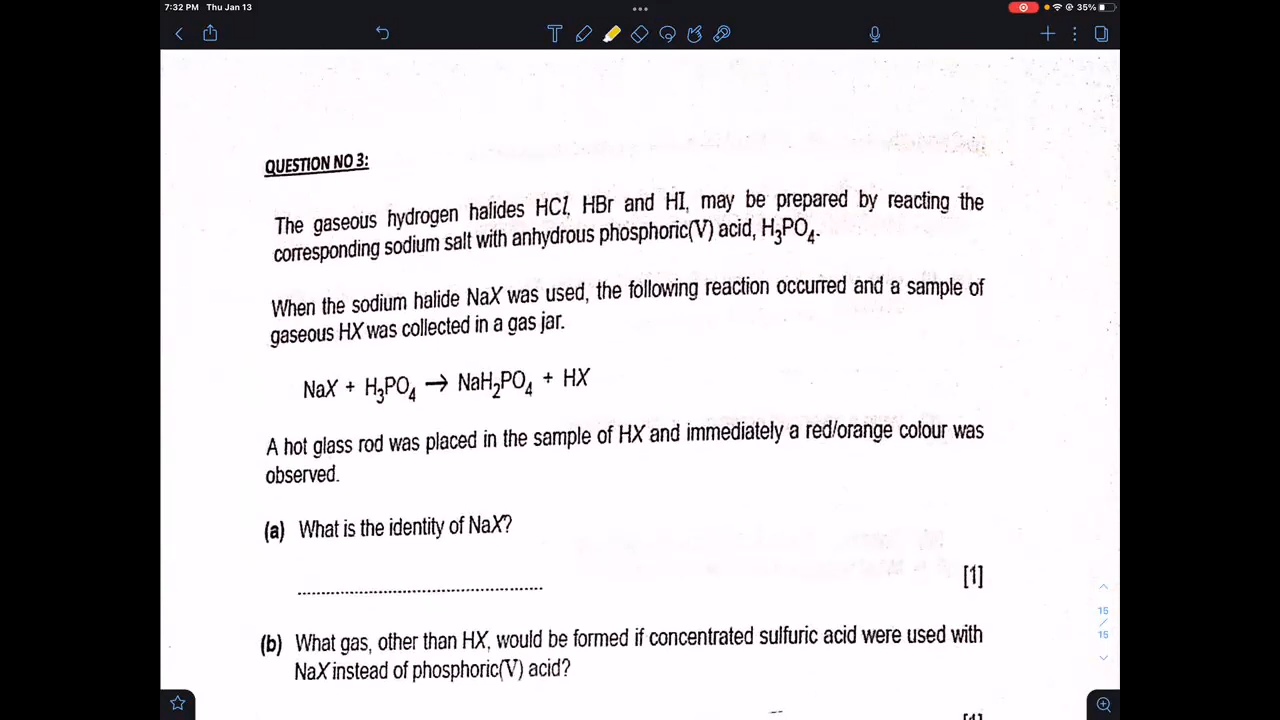 7:32 PM Thu Jan 13
35%
QUESTION NO 3:
The gaseous hydrogen halides HCl, HBr and HI, may be prepared by reacting the
corresponding sodium salt with anhydrous phosphoric(V) acid, H₃PO₄.
When the sodium halide NaX was used, the following reaction occurred and a sample of
gaseous HX was collected in a gas jar.
NaX + H₃PO₄ → NaH₂PO₄ + HX
A hot glass rod was placed in the sample of HX and immediately a red/orange colour was
observed.
(a) What is the identity of NaX?
[1]
15
/
15
(b) What gas, other than HX, would be formed if concentrated sulfuric acid were used with
NaX instead of phosphoric(V) acid?